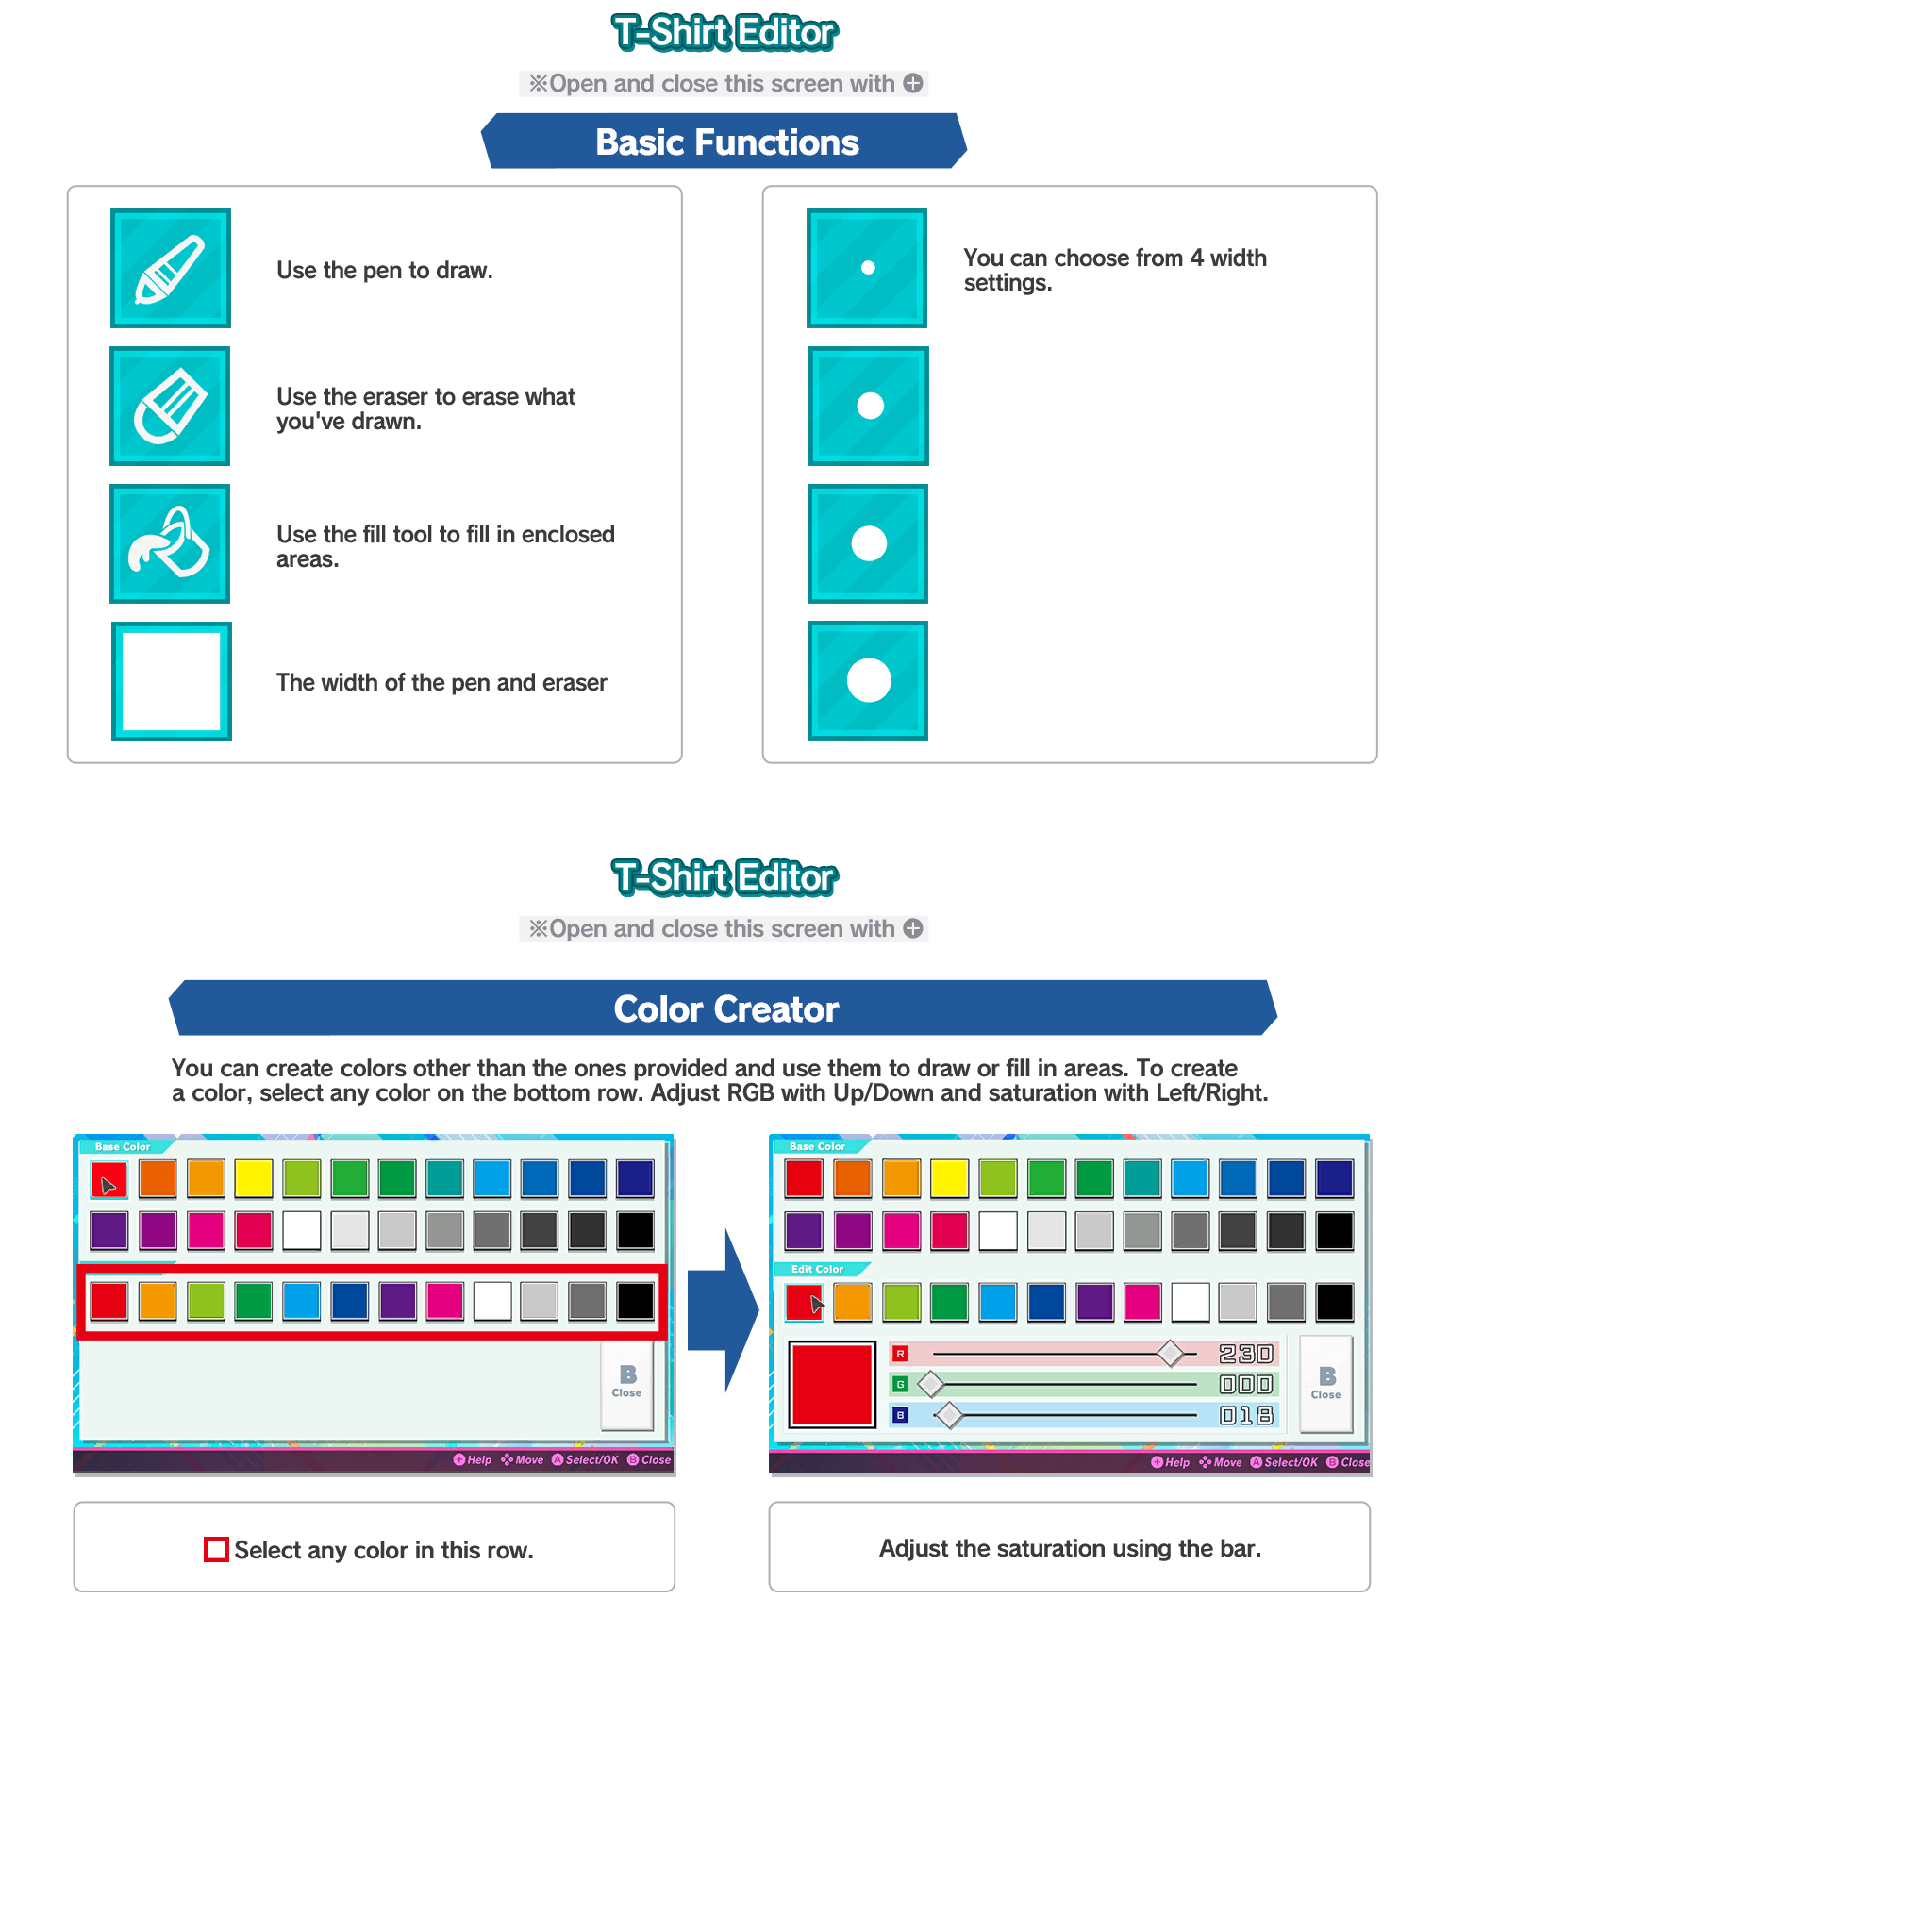 T-Shirt Editor
※Open and close this screen with
Basic Functions
Use the pen to draw.
Use the eraser to erase what
you've drawn.
Use the fill tool to fill in enclosed
areas.
The width of the pen and eraser
You can choose from 4 width
settings.
T-Shirt Editor
※Open and close this screen with
Color Creator
You can create colors other than the ones provided and use them to draw or fill in areas. To create
a color, select any color on the bottom row. Adjust RGB with Up/Down and saturation with Left/Right.
Base Color
B
Close
+ Help Move A Select/OK B Close
Select any color in this row.
Base Color
Edit Color
R 230
G 000
B 018
B
Close
+ Help Move A Select/OK B Close
Adjust the saturation using the bar.